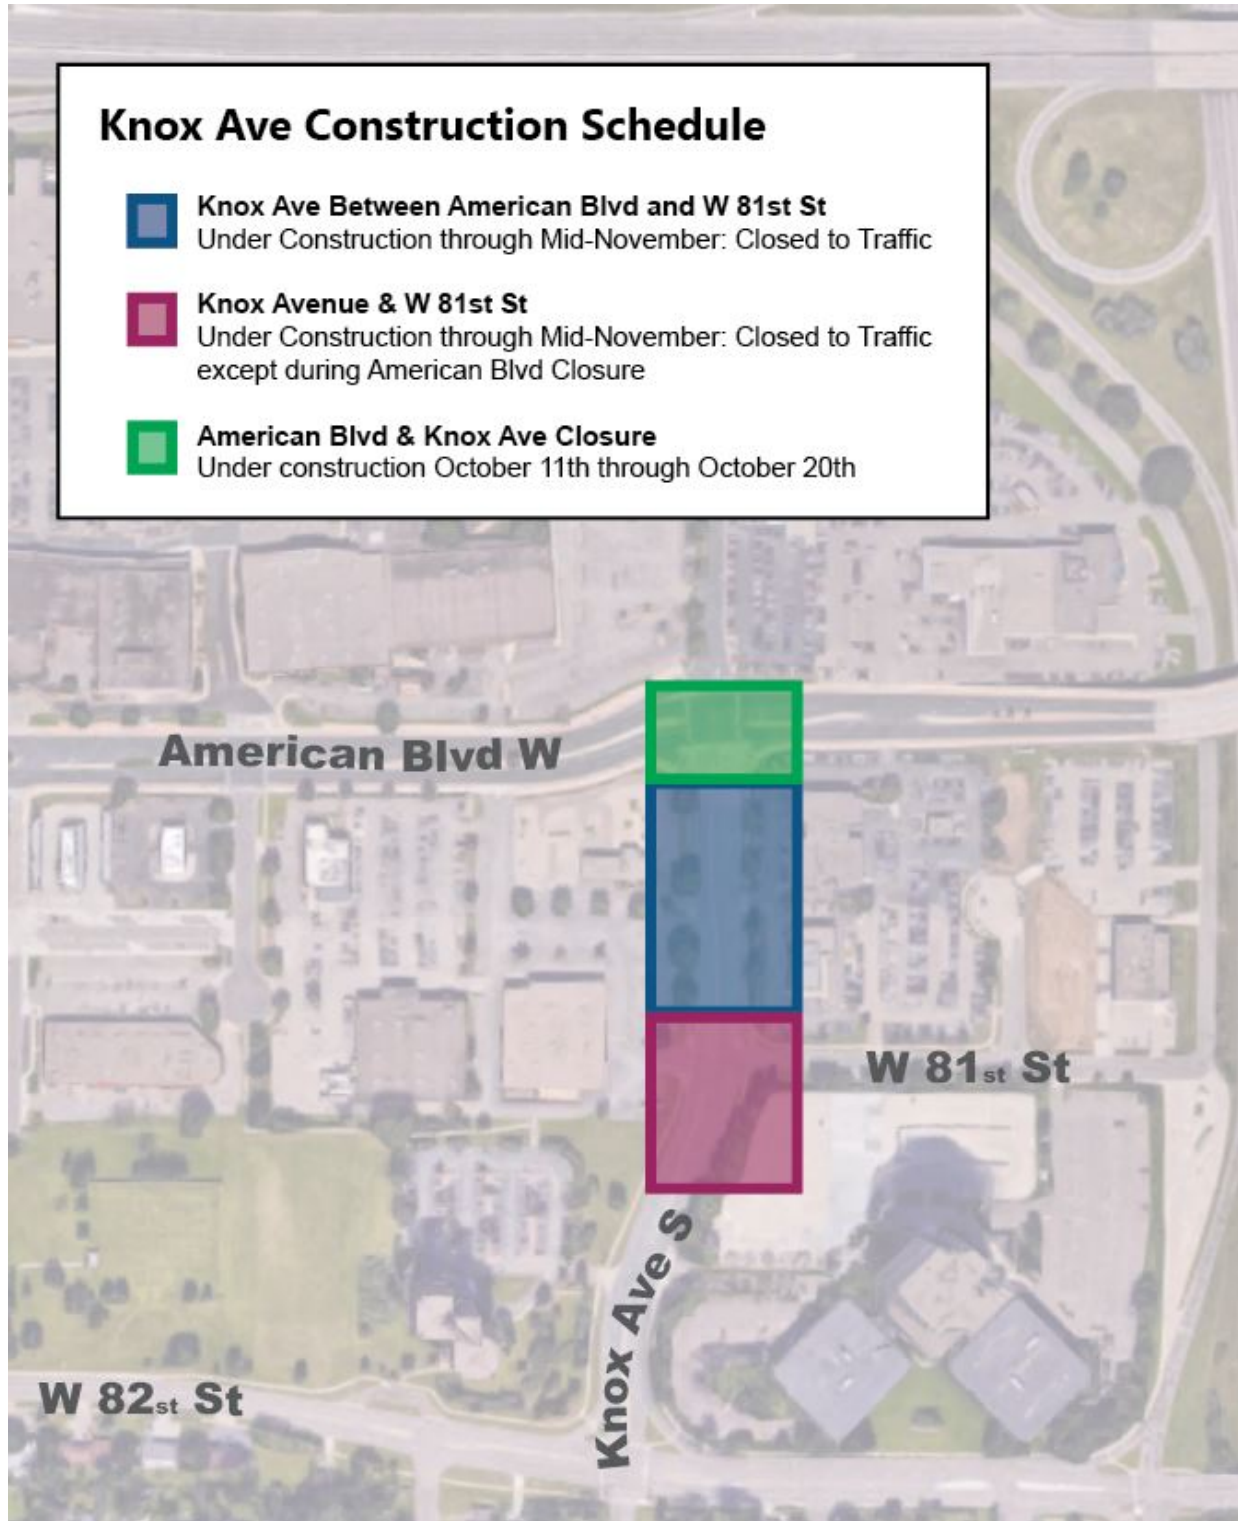 Knox Ave Construction Schedule
Knox Ave Between American Blvd and W 81st St
Under Construction through Mid-November: Closed to Traffic
Knox Avenue & W 81st St
Under Construction through Mid-November: Closed to Traffic
except during American Blvd Closure
American Blvd & Knox Ave Closure
Under construction October 11th through October 20th
American Blvd W
W 81st St
Knox Ave S
W 82st St